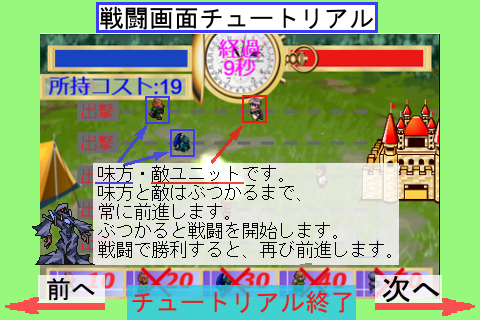 戦闘画面チュートリアル
経過
9秒
所持コスト:19
出撃
出撃
味方・敵ユニットです。
味方と敵はぶつかるまで、
常に前進します。
ぶつかると戦闘を開始します。
戦闘で勝利すると、再び前進します。
10
20
30
40
前へ
チュートリアル終了
次へ